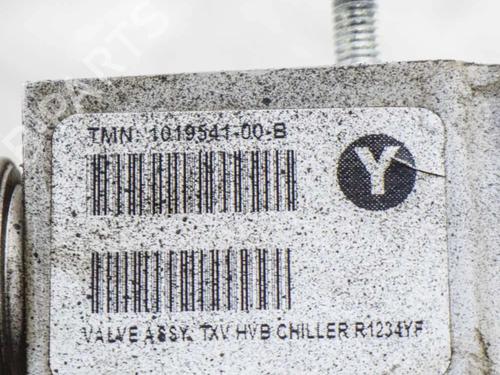 TMN: 1019541-00-B
Y
VALVE ASSY. TXV HVB CHILLER R1234YF